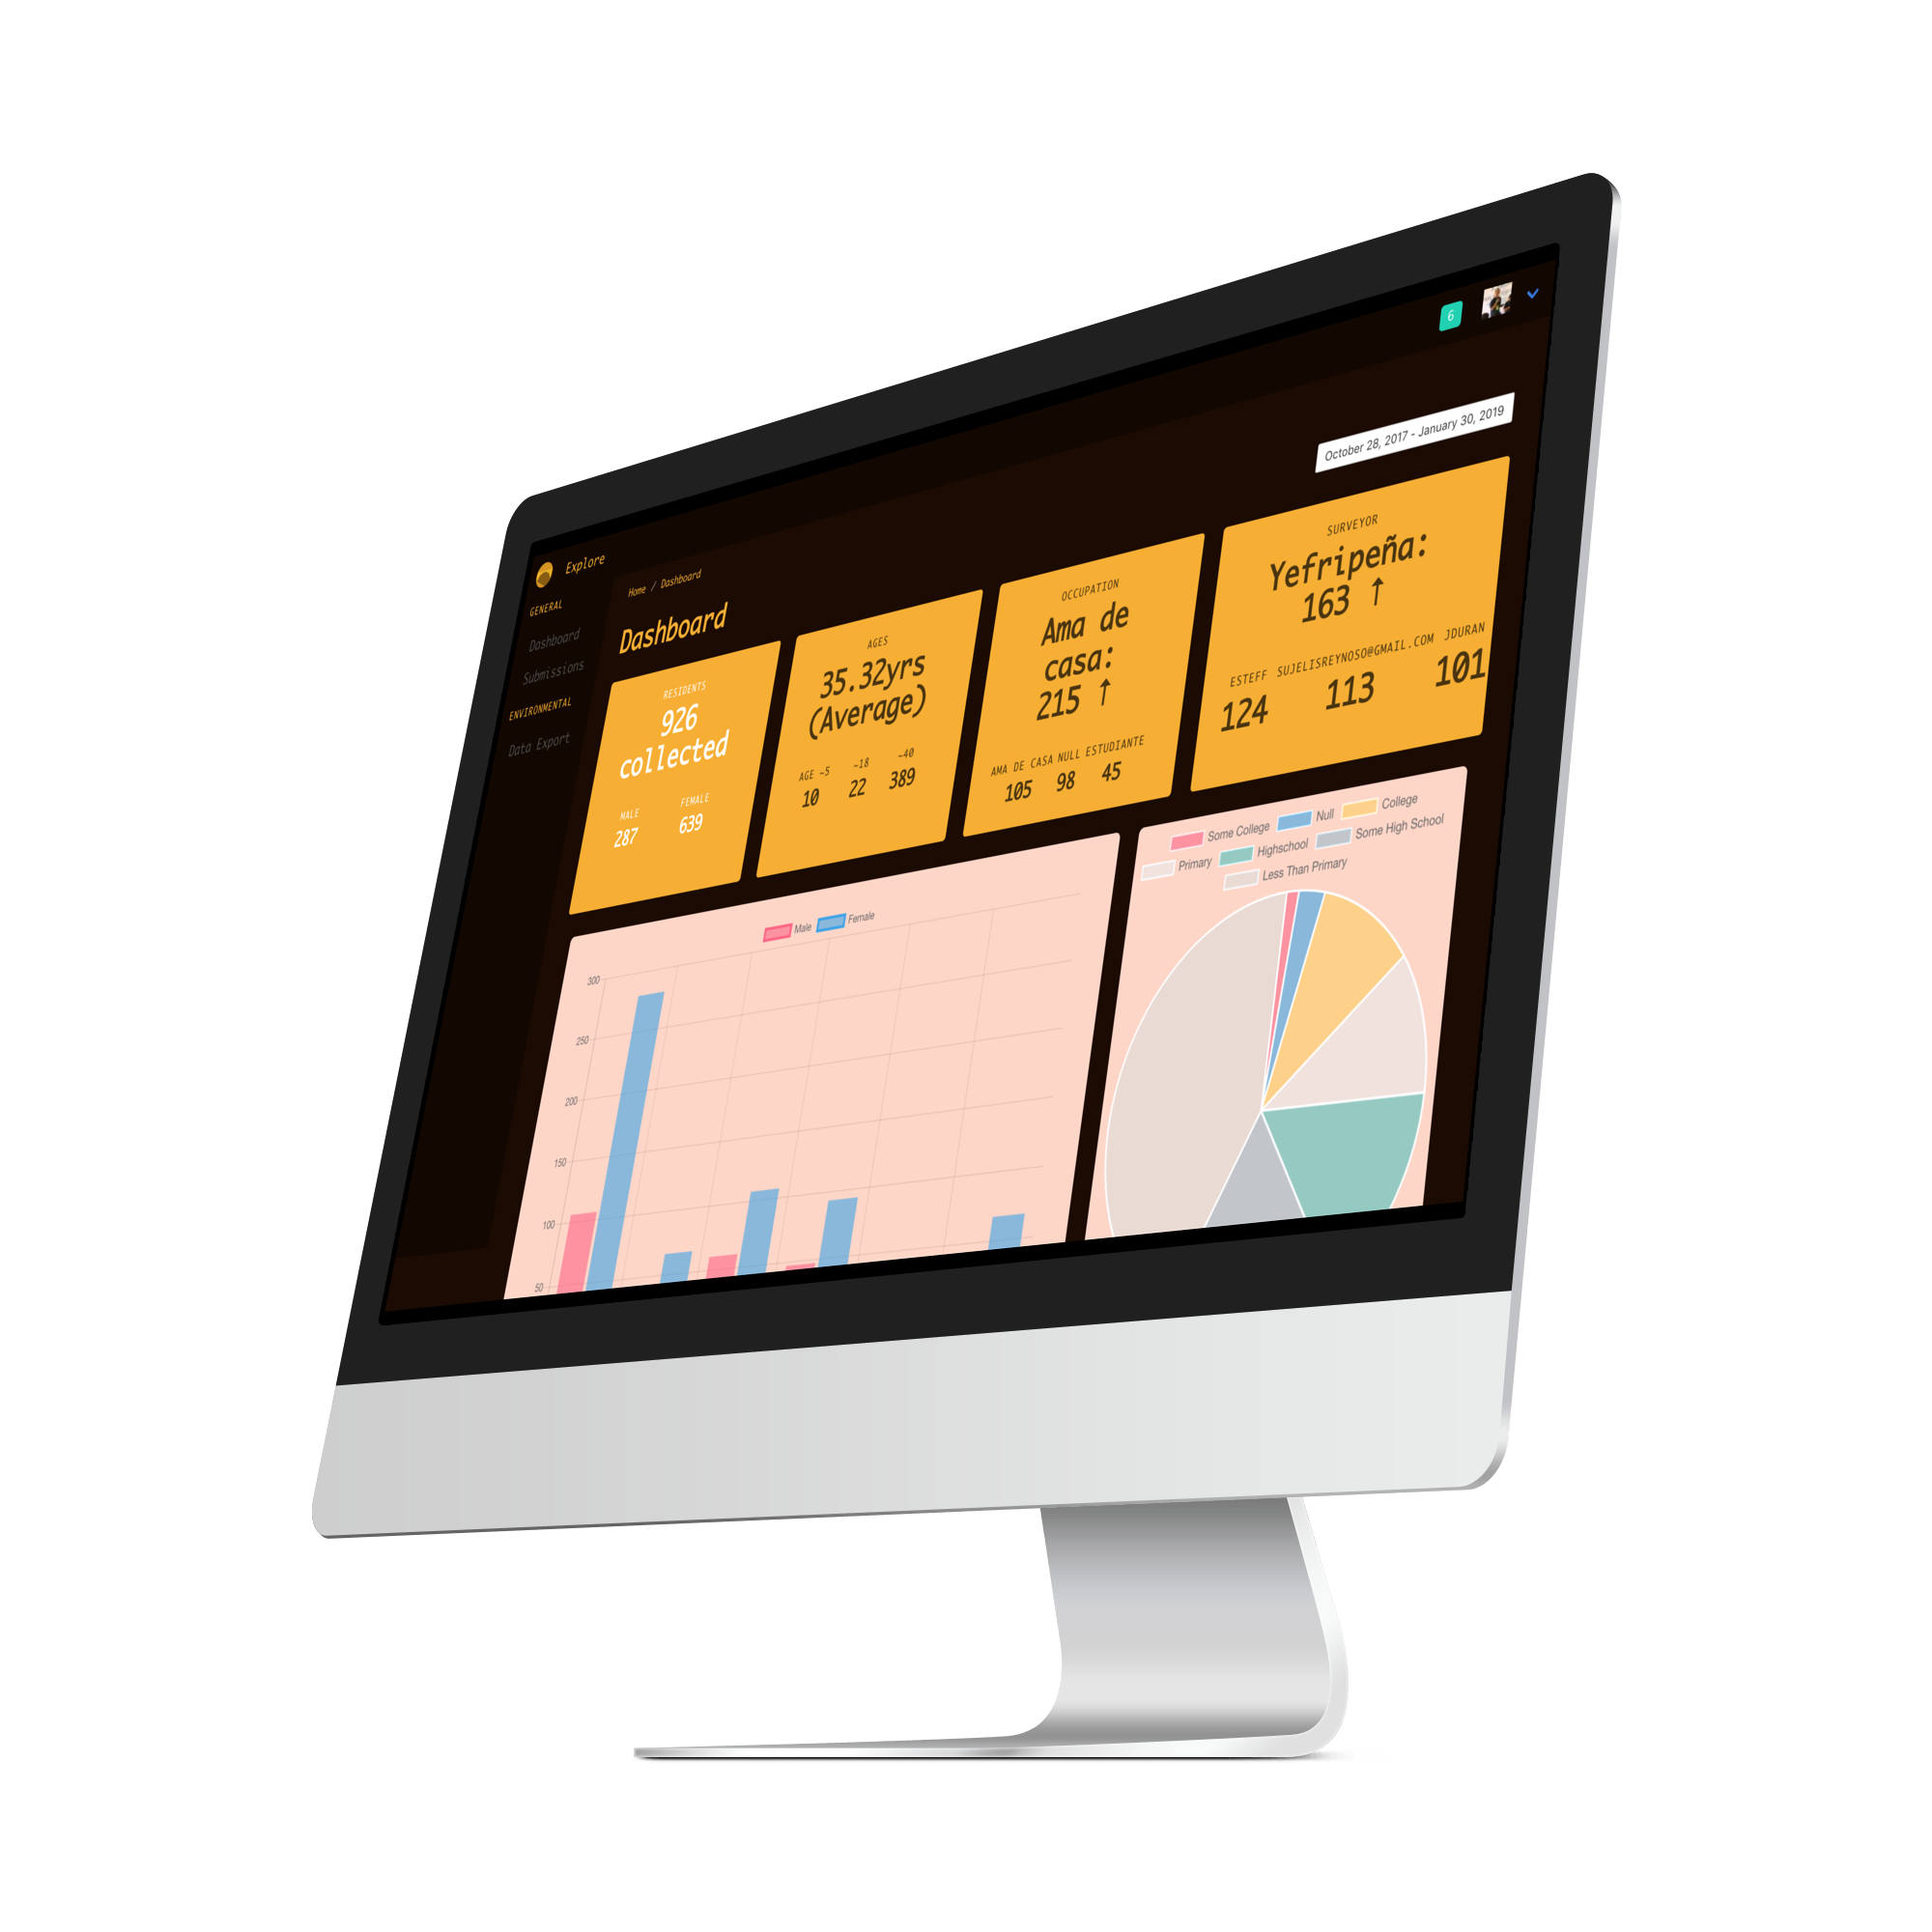 6
October 28, 2017 - January 30, 2019
Explore
GENERAL
Dashboard
Submissions
ENVIRONMENTAL
Data Export
Home / Dashboard
Dashboard
RESIDENTS
926
collected
MALE FEMALE
287 639
AGES
35.32yrs
(Average)
AGE ~5 ~18 ~40
10 22 389
OCCUPATION
Ama de
casa:
215 ↑
AMA DE CASA NULL ESTUDIANTE
105 98 45
SURVEYOR
Yefripeña:
163 ↑
ESTEFF SUJELISREYNOSO@GMAIL.COM JDURAN
124 113 101
Male Female
300
250
200
150
100
50
Some College Null College
Primary Highschool Some High School
Less Than Primary